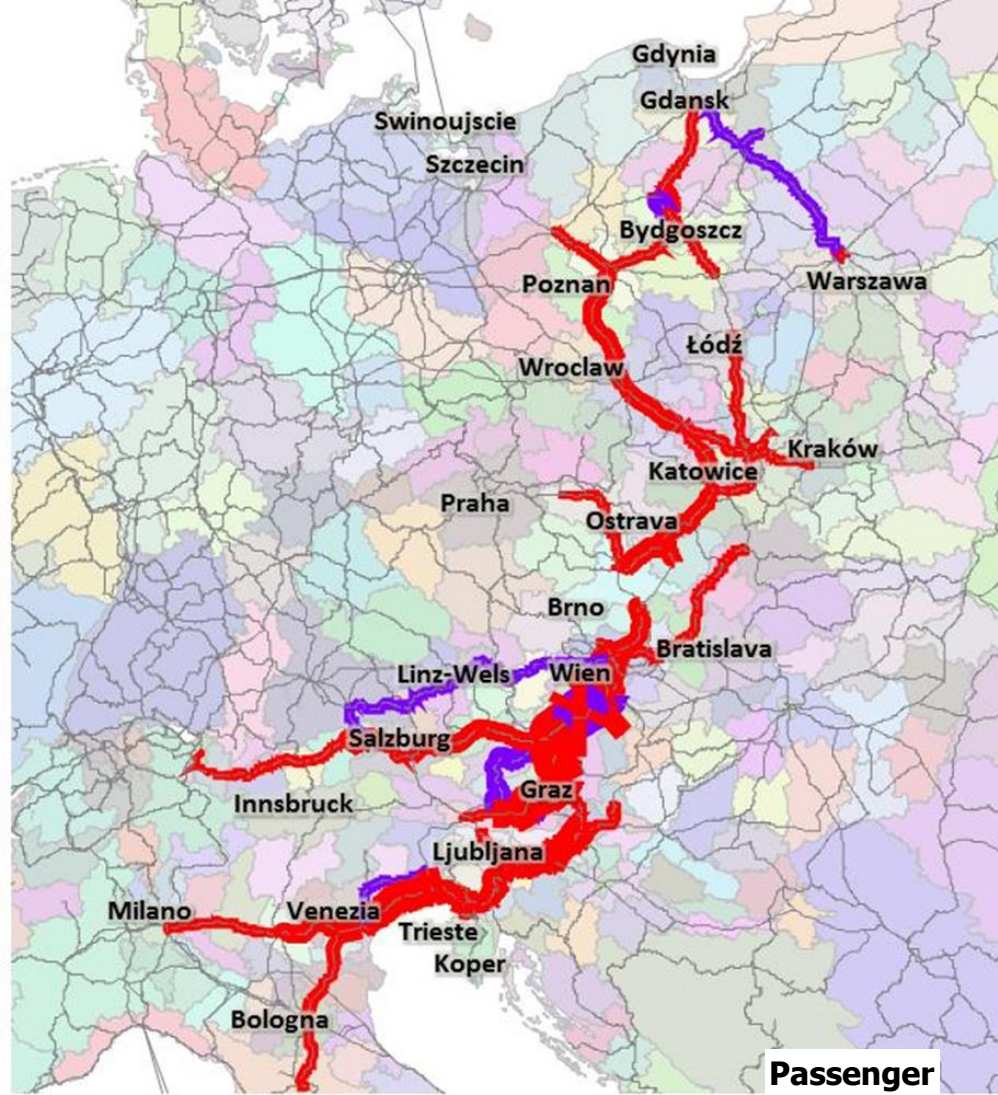 Gdynia
Gdansk
Swinoujscie
Szczecin
Bydgoszcz
Poznan
Warszawa
Łódź
Wroclaw
Kraków
Katowice
Praha
Ostrava
Brno
Bratislava
Linz-Wels
Wien
Salzburg
Graz
Innsbruck
Ljubljana
Milano
Venezia
Trieste
Koper
Bologna
Passenger